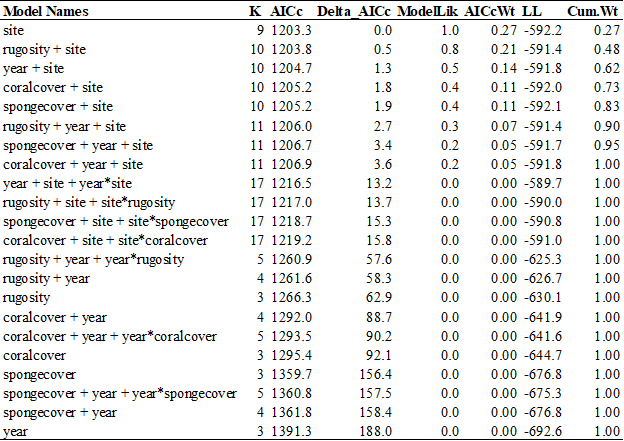 Model Names K AICc Delta_AICc ModelLik AICcWt LL Cum.Wt
site 9 1203.3 0.0 1.0 0.27 -592.2 0.27
rugosity + site 10 1203.8 0.5 0.8 0.21 -591.4 0.48
year + site 10 1204.7 1.3 0.5 0.14 -591.8 0.62
coralcover + site 10 1205.2 1.8 0.4 0.11 -592.0 0.73
spongecover + site 10 1205.2 1.9 0.4 0.11 -592.1 0.83
rugosity + year + site 11 1206.0 2.7 0.3 0.07 -591.4 0.90
spongecover + year + site 11 1206.7 3.4 0.2 0.05 -591.7 0.95
coralcover + year + site 11 1206.9 3.6 0.2 0.05 -591.8 1.00
year + site + year*site 17 1216.5 13.2 0.0 0.00 -589.7 1.00
rugosity + site + site*rugosity 17 1217.0 13.7 0.0 0.00 -590.0 1.00
spongecover + site + site*spongecover 17 1218.7 15.3 0.0 0.00 -590.8 1.00
coralcover + site + site*coralcover 17 1219.2 15.8 0.0 0.00 -591.0 1.00
rugosity + year + year*rugosity 5 1260.9 57.6 0.0 0.00 -625.3 1.00
rugosity + year 4 1261.6 58.3 0.0 0.00 -626.7 1.00
rugosity 3 1266.3 62.9 0.0 0.00 -630.1 1.00
coralcover + year 4 1292.0 88.7 0.0 0.00 -641.9 1.00
coralcover + year + year*coralcover 5 1293.5 90.2 0.0 0.00 -641.6 1.00
coralcover 3 1295.4 92.1 0.0 0.00 -644.7 1.00
spongecover 3 1359.7 156.4 0.0 0.00 -676.8 1.00
spongecover + year + year*spongecover 5 1360.8 157.5 0.0 0.00 -675.3 1.00
spongecover + year 4 1361.8 158.4 0.0 0.00 -676.8 1.00
year 3 1391.3 188.0 0.0 0.00 -692.6 1.00